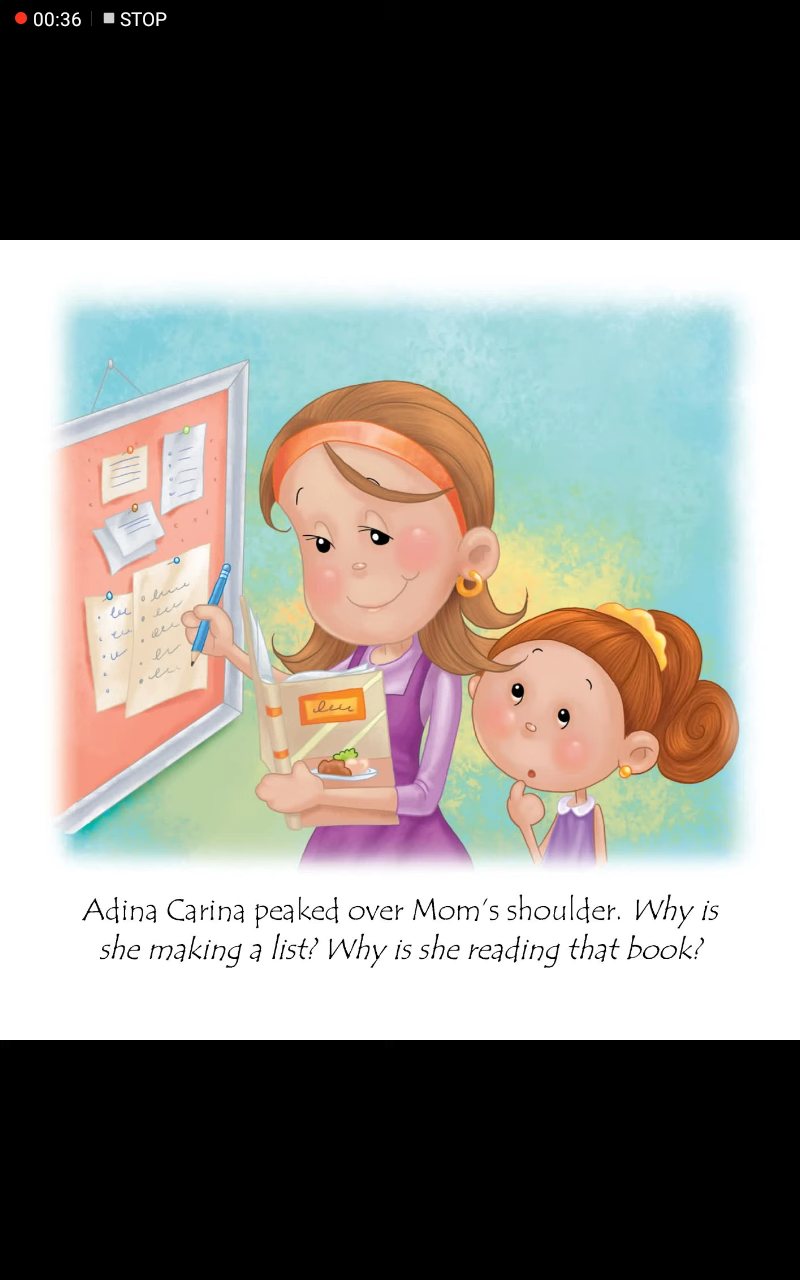 00:36 STOP
Adina Carina peaked over Mom's shoulder. Why is
she making a list? Why is she reading that book?